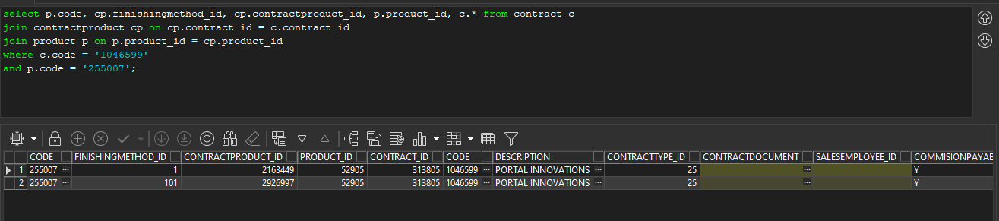 select p.code, cp.finishingmethod_id, cp.contractproduct_id, p.product_id, c.* from contract c
join contractproduct cp on cp.contract_id = c.contract_id
join product p on p.product_id = cp.product_id
where c.code = '1046599'
and p.code = '255007';
CODE FINISHINGMETHOD_ID CONTRACTPRODUCT_ID PRODUCT_ID CONTRACT_ID CODE DESCRIPTION CONTRACTTYPE_ID CONTRACTDOCUMENT SALESEMPLOYEE_ID COMMISIONPAYAB
1 255007 ... 1 2163449 52905 313805 1046599 ... PORTAL INNOVATIONS 25 ... Y
2 255007 ... 101 2926997 52905 313805 1046599 ... PORTAL INNOVATIONS 25 ... Y